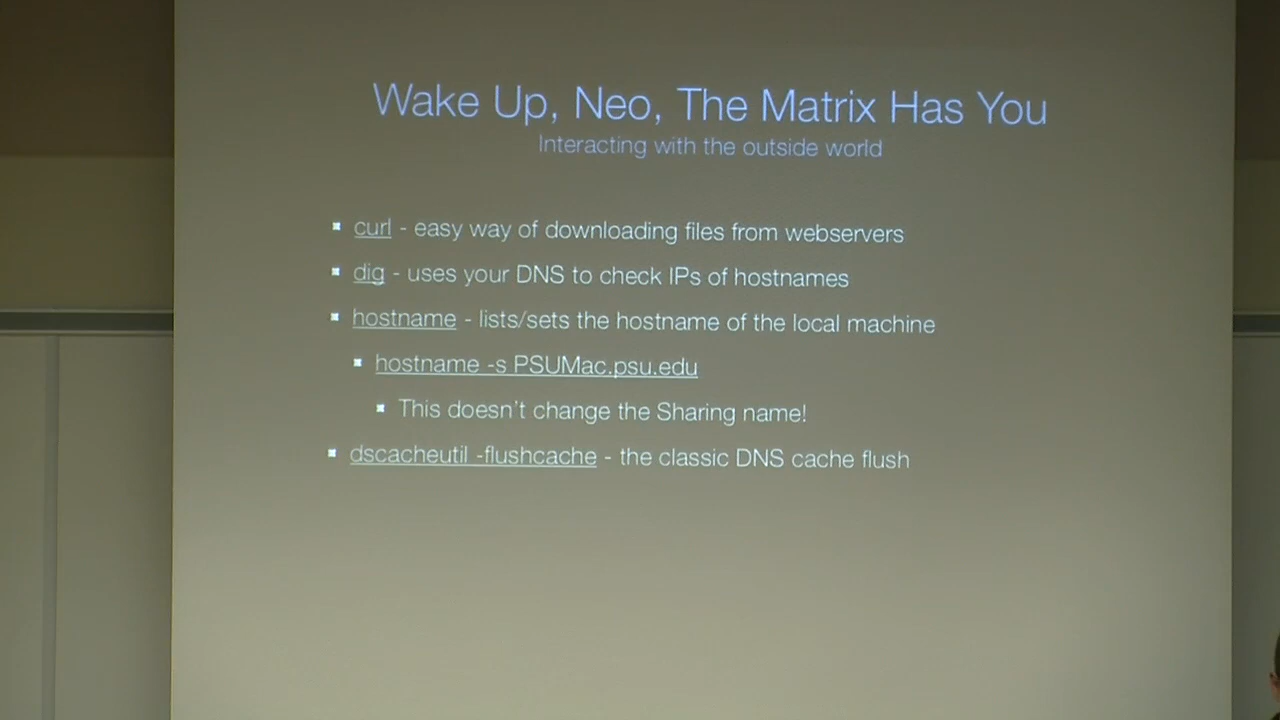 Wake Up, Neo, The Matrix Has You
Interacting with the outside world
curl - easy way of downloading files from webservers
dig - uses your DNS to check IPs of hostnames
hostname - lists/sets the hostname of the local machine
hostname -s PSUMac.psu.edu
This doesn't change the Sharing name!
dscacheutil -flushcache - the classic DNS cache flush